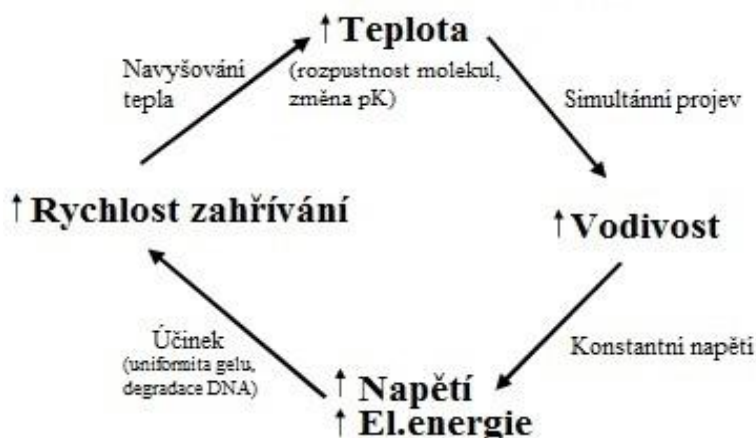 ↑ Teplota
(rozpustnost molekul,
změna pK)
Navyšování
tepla
Simultánní projev
↑ Rychlost zahřívání
↑ Vodivost
Účinek
(uniformita gelu,
degradace DNA)
Konstantní napětí
↑ Napětí
↑ El.energie